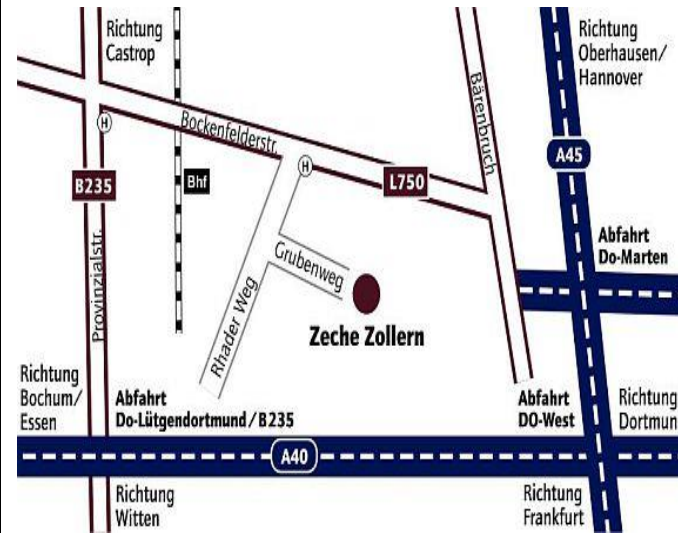 Richtung
Castrop
Richtung
Oberhausen/
Hannover
Bärenbruch
H
Bockenfelderstr.
H
A45
B235
Bhf
L750
Provinzialstr.
Grubenweg
Abfahrt
Do-Marten
Rhader Weg
Zeche Zollern
Richtung
Bochum/
Essen
Abfahrt
Do-Lütgendortmund/B235
Abfahrt
DO-West
Richtung
Dortmun
A40
Richtung
Witten
Richtung
Frankfurt